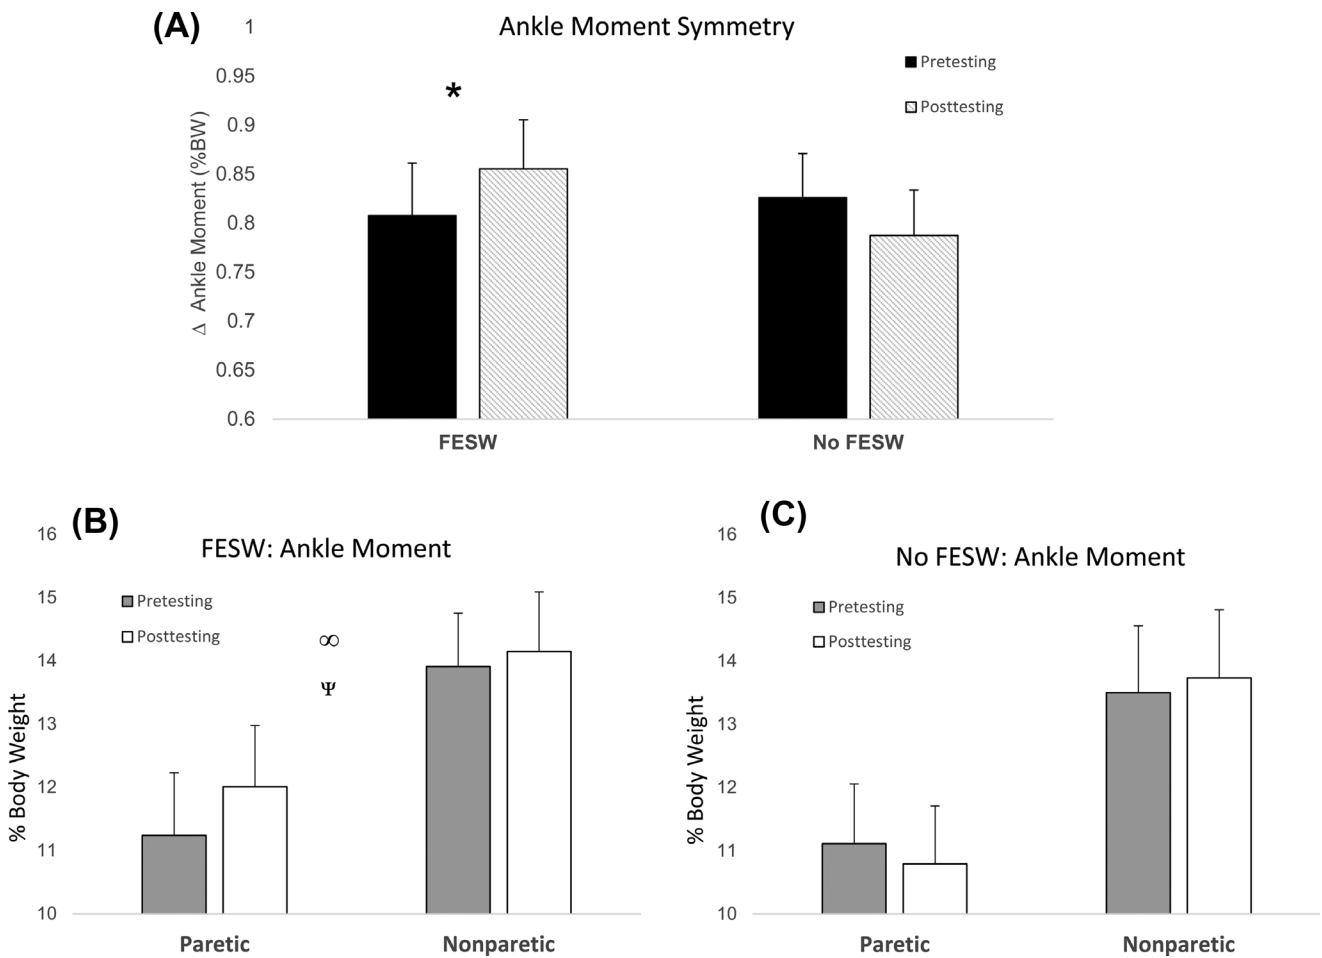 (A)
Ankle Moment Symmetry
Δ Ankle Moment (%BW)
1
0.95
0.9
0.85
0.8
0.75
0.7
0.65
0.6
*
Pretesting
Posttesting
FESW
No FESW
(B)
FESW: Ankle Moment
% Body Weight
16
15
14
13
12
11
10
Pretesting
Posttesting
∞
Ψ
Paretic
Nonparetic
(C)
No FESW: Ankle Moment
% Body Weight
16
15
14
13
12
11
10
Pretesting
Posttesting
Paretic
Nonparetic